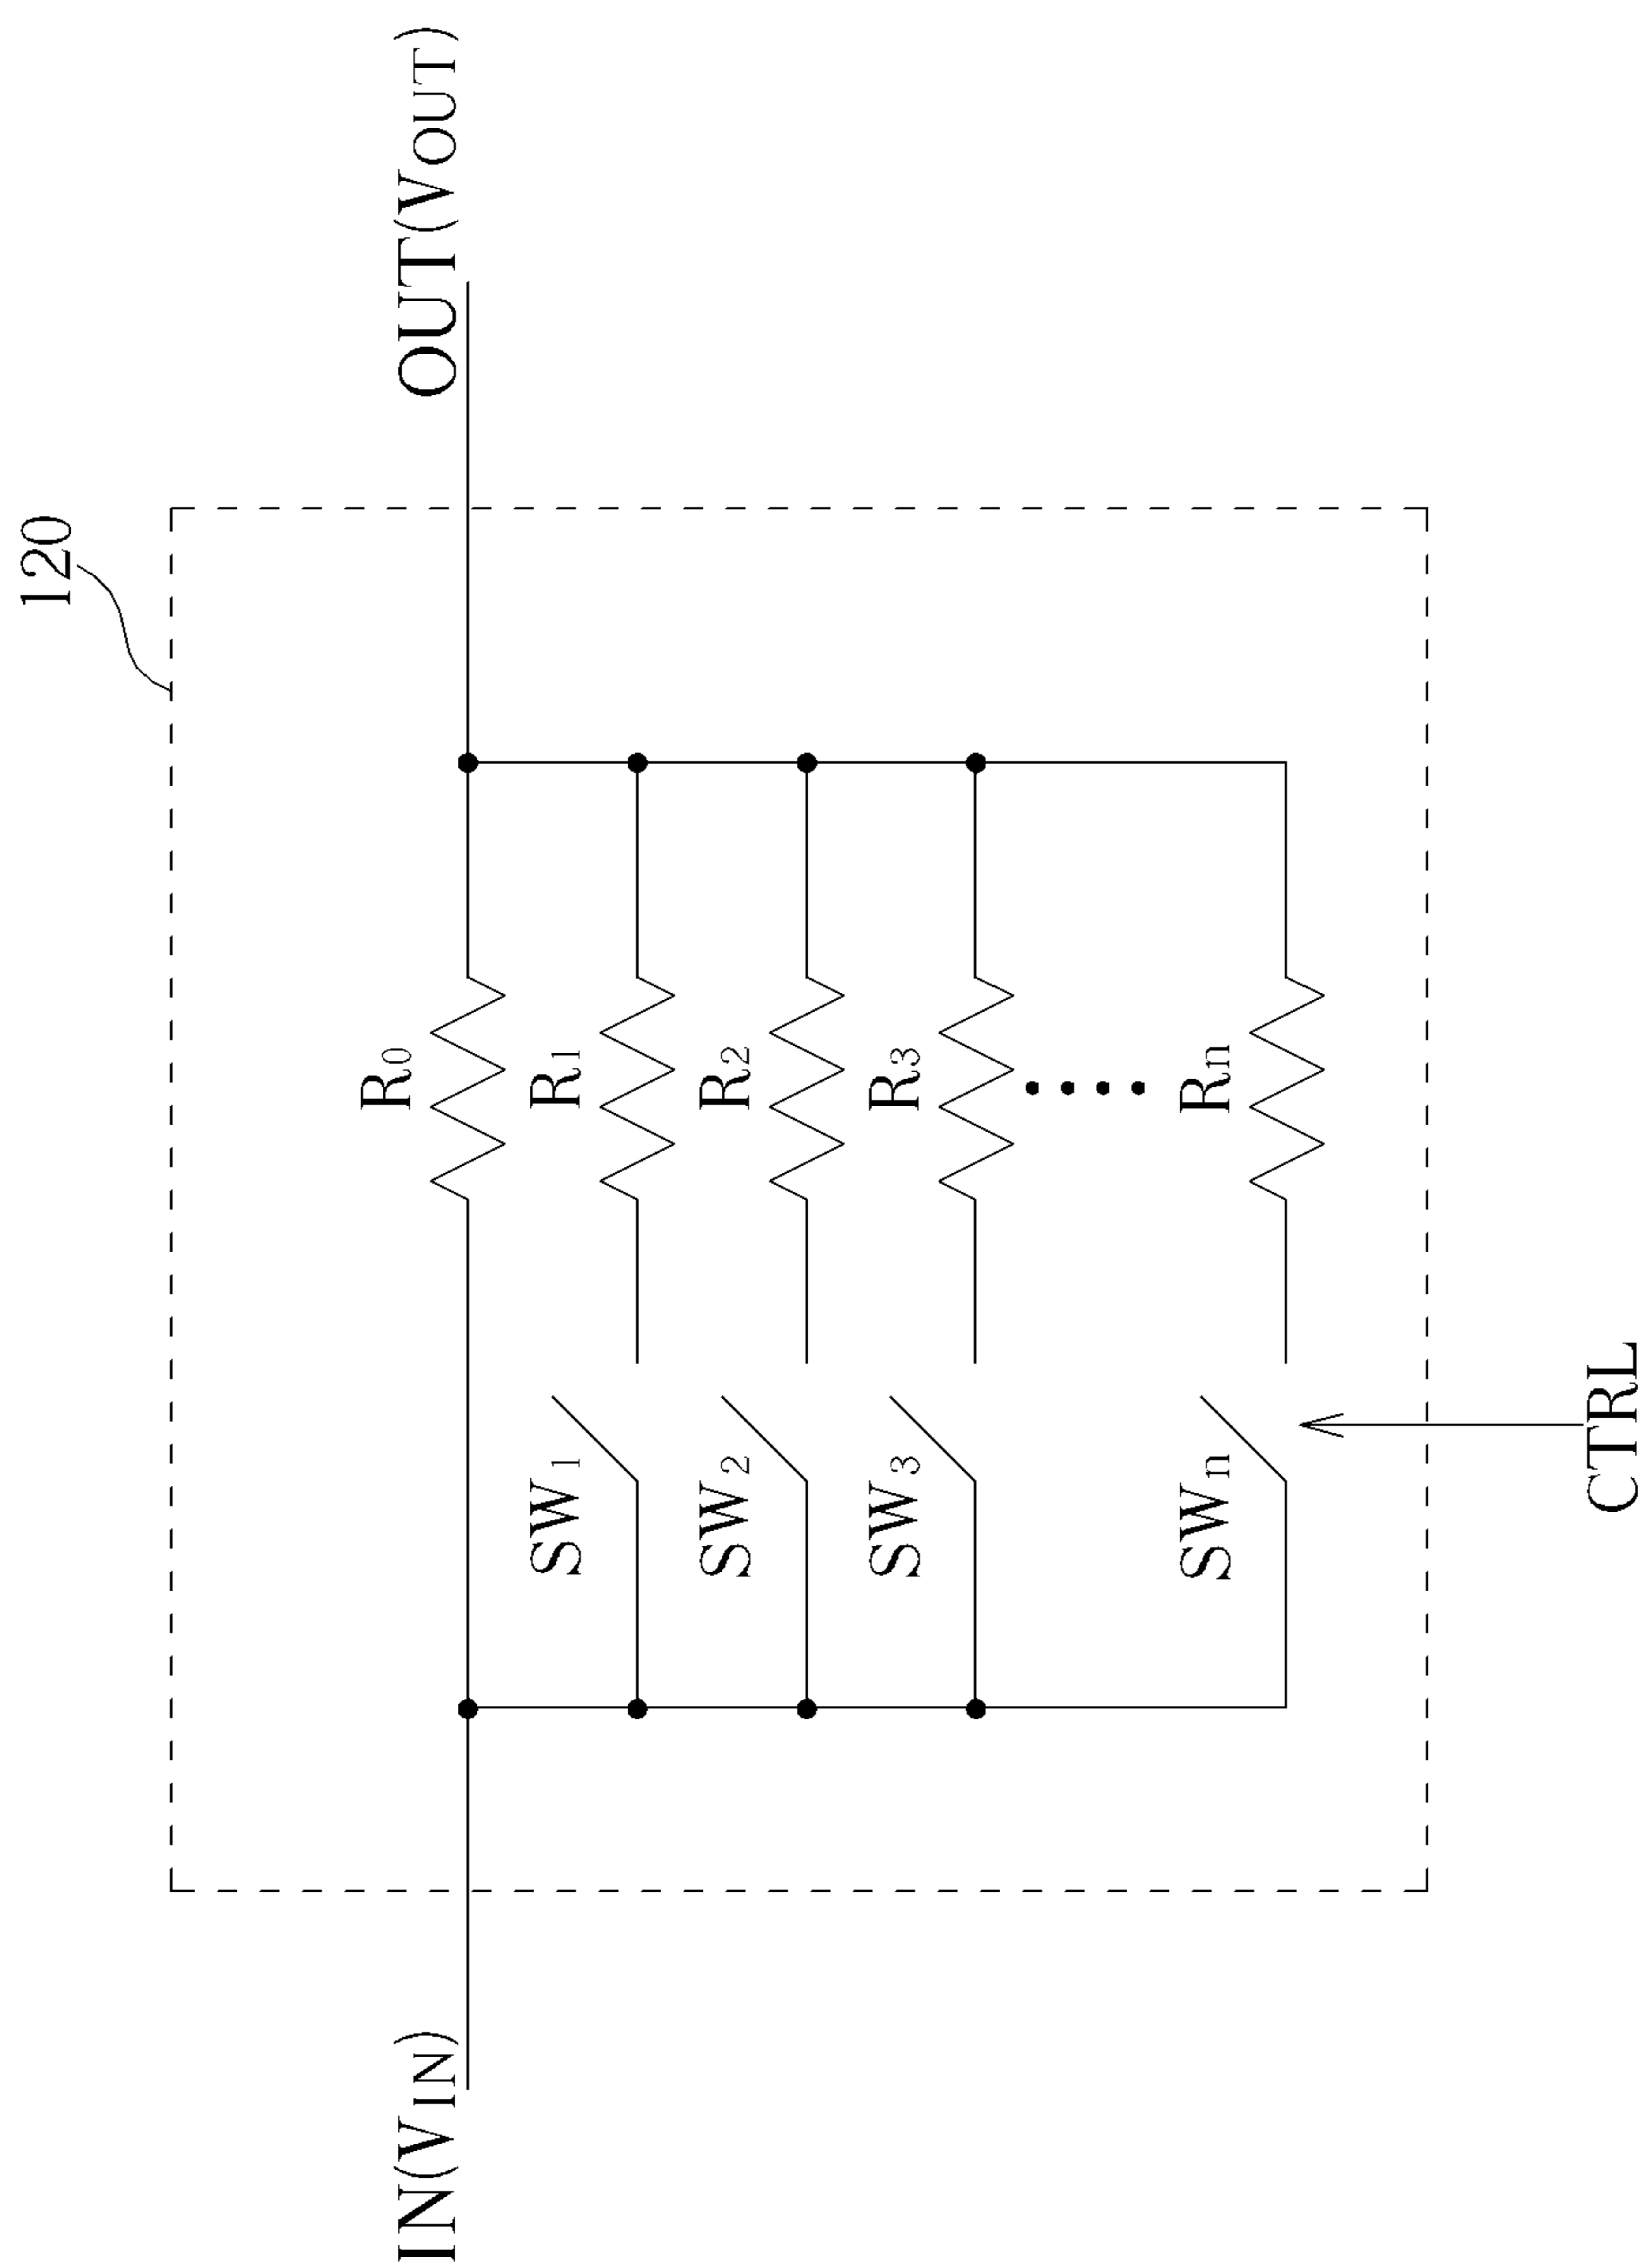 120
IN(VIN)
OUT(VOUT)
R0
SW1
R1
SW2
R2
SW3
R3
SWn
Rn
CTRL